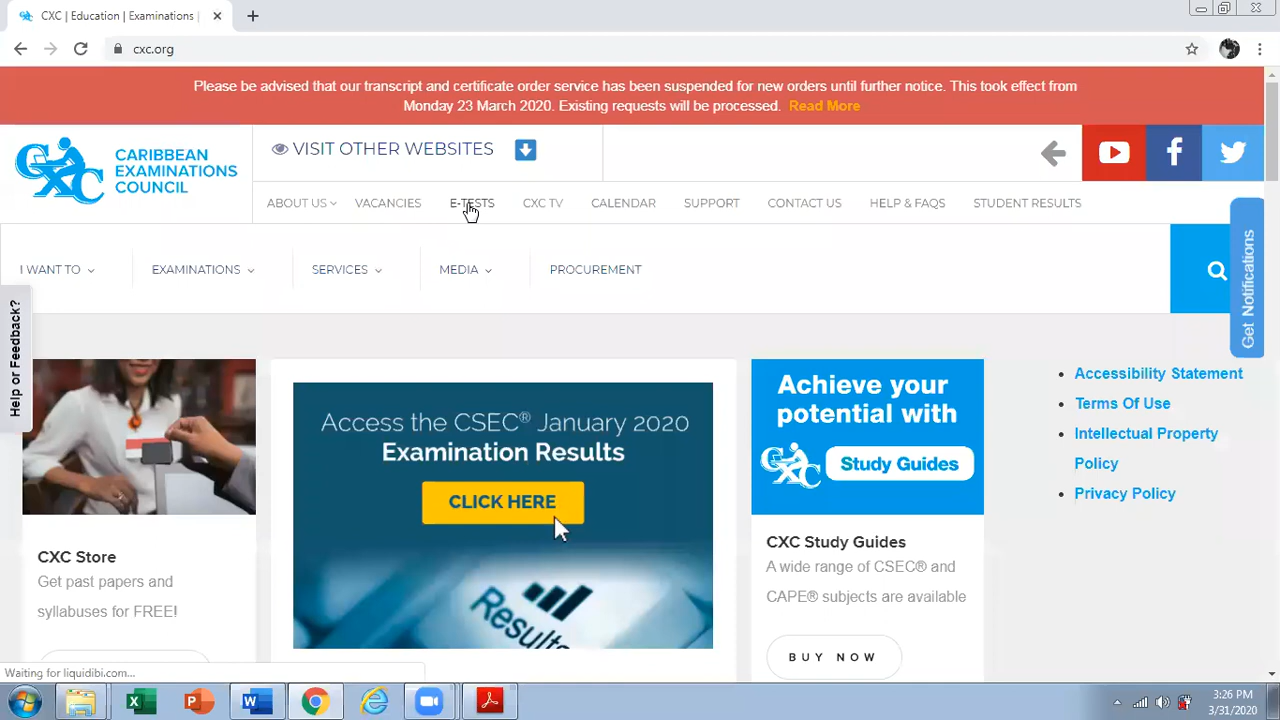 CXC | Education | Examinations |
cxc.org
Please be advised that our transcript and certificate order service has been suspended for new orders until further notice. This took effect from
Monday 23 March 2020. Existing requests will be processed. Read More
CXC
CARIBBEAN
EXAMINATIONS
COUNCIL
VISIT OTHER WEBSITES
ABOUT US
VACANCIES
E-TESTS
CXC TV
CALENDAR
SUPPORT
CONTACT US
HELP & FAQS
STUDENT RESULTS
I WANT TO
EXAMINATIONS
SERVICES
MEDIA
PROCUREMENT
Get Notifications
Help or Feedback?
Access the CSEC® January 2020
Examination Results
CLICK HERE
Results
Achieve your
potential with
CXC Study Guides
Accessibility Statement
Terms Of Use
Intellectual Property
Policy
Privacy Policy
CXC Store
Get past papers and
syllabuses for FREE!
CXC Study Guides
A wide range of CSEC® and
CAPE® subjects are available
BUY NOW
Waiting for liquidibi.com...
3:26 PM
3/31/2020